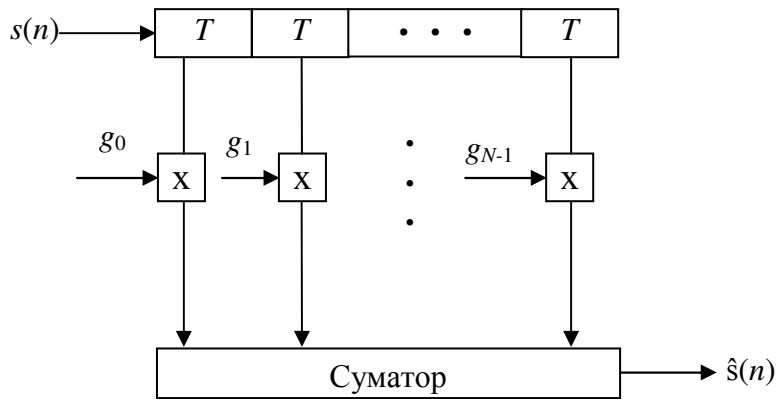 s(n) T T • • • T
g0 g1 gN-1
X X X
Суматор ŝ(n)